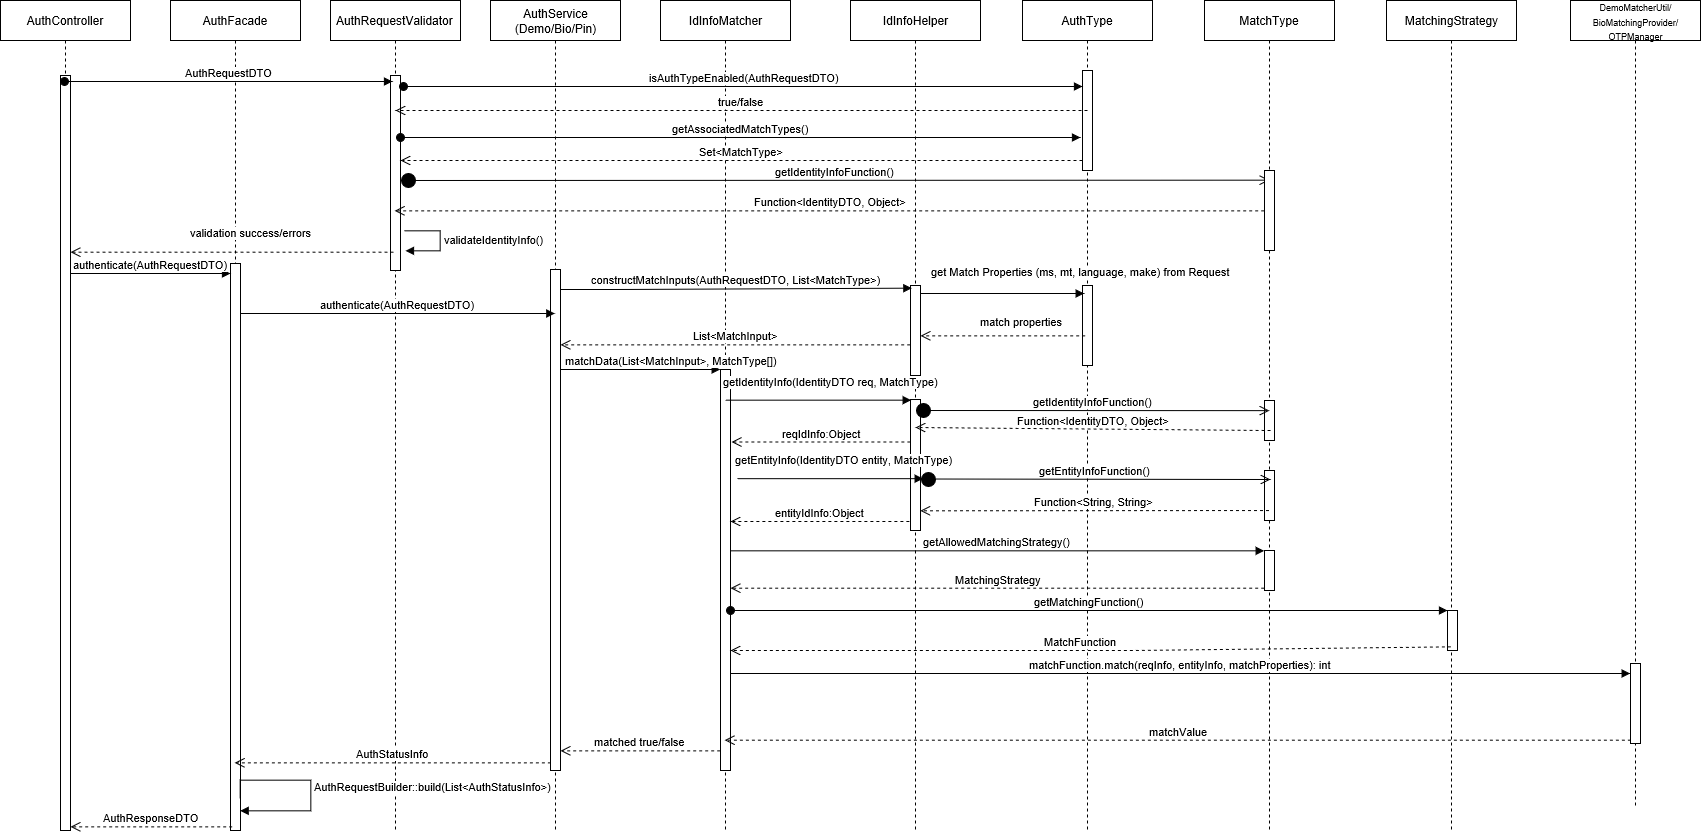 AuthController
AuthFacade
AuthRequestValidator
AuthService
(Demo/Bio/Pin)
IdInfoMatcher
IdInfoHelper
AuthType
MatchType
MatchingStrategy
DemoMatcherUtil/
BioMatchingProvider/
OTPManager
AuthRequestDTO
isAuthTypeEnabled(AuthRequestDTO)
true/false
getAssociatedMatchTypes()
Set<MatchType>
getIdentityInfoFunction()
Function<IdentityDTO, Object>
validation success/errors
validateIdentityInfo()
authenticate(AuthRequestDTO)
constructMatchInputs(AuthRequestDTO, List<MatchType>)
get Match Properties (ms, mt, language, make) from Request
authenticate(AuthRequestDTO)
match properties
List<MatchInput>
matchData(List<MatchInput>, MatchType[])
getIdentityInfo(IdentityDTO req, MatchType)
getIdentityInfoFunction()
Function<IdentityDTO, Object>
reqIdInfo:Object
getEntityInfo(IdentityDTO entity, MatchType)
getEntityInfoFunction()
Function<String, String>
entityIdInfo:Object
getAllowedMatchingStrategy()
MatchingStrategy
getMatchingFunction()
MatchFunction
matchFunction.match(reqInfo, entityInfo, matchProperties): int
matchValue
matched true/false
AuthStatusInfo
AuthRequestBuilder::build(List<AuthStatusInfo>)
AuthResponseDTO